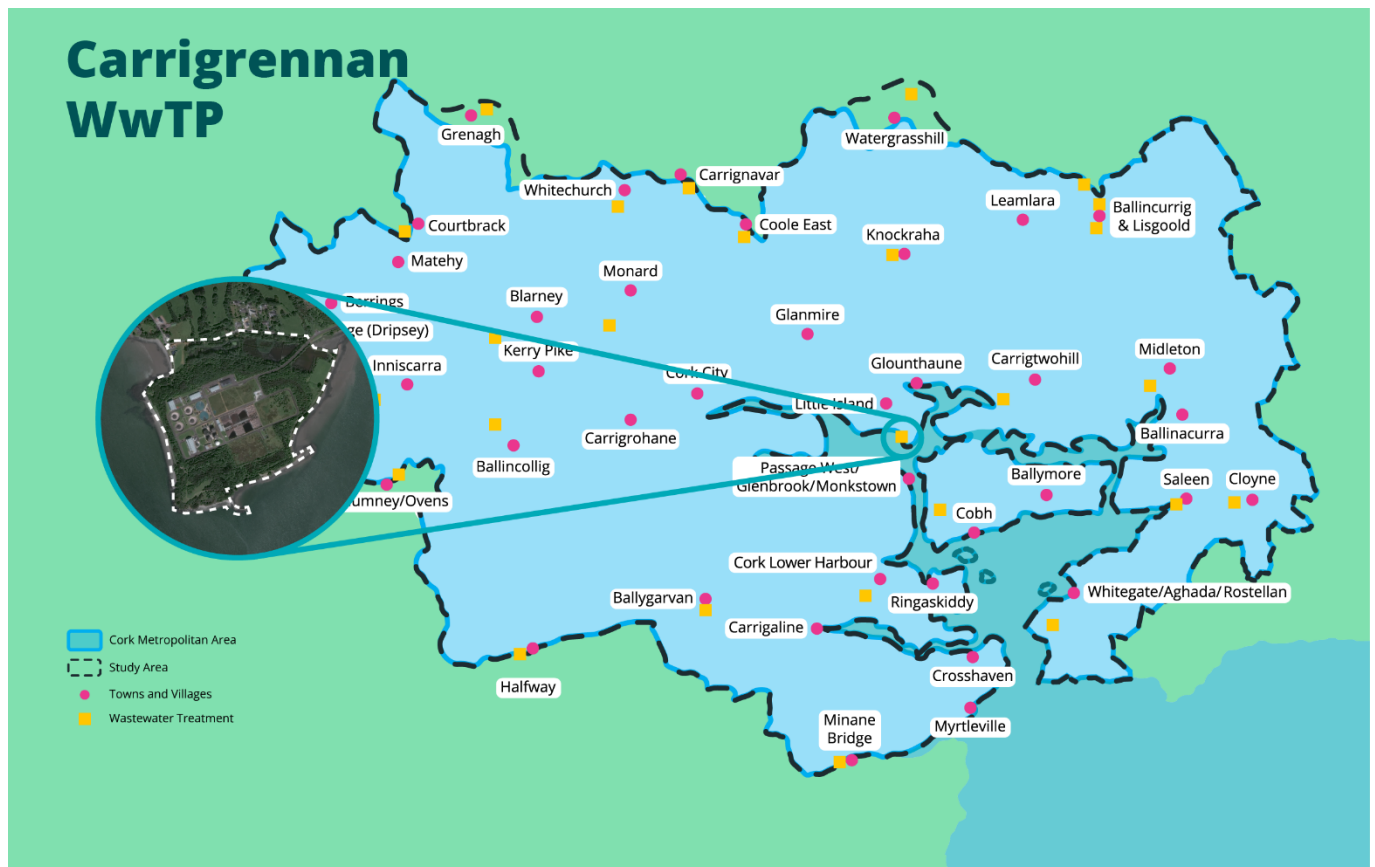 Carrigrennan
WwTP
Grenagh
Watergrasshill
Whitechurch
Carrignavar
Leamlara
Ballincurrig
& Lisgoold
Courtbrack
Coole East
Knockraha
Matehy
Monard
Blarney
Berrings
Glanmire
(Dripsey)
Kerry Pike
Inniscarra
Glounthaune
Carrigtwohill
Midleton
Cork City
Little Island
Carrigrohane
Ballinacurra
Ballincollig
Passage West/
Glenbrook/Monkstown
Ballymore
Saleen
Cloyne
/Ovens
Cobh
Cork Lower Harbour
Ringaskiddy
Whitegate/Aghada/Rostellan
Ballygarvan
Carrigaline
Cork Metropolitan Area
Study Area
Towns and Villages
Wastewater Treatment
Halfway
Crosshaven
Minane
Bridge
Myrtleville